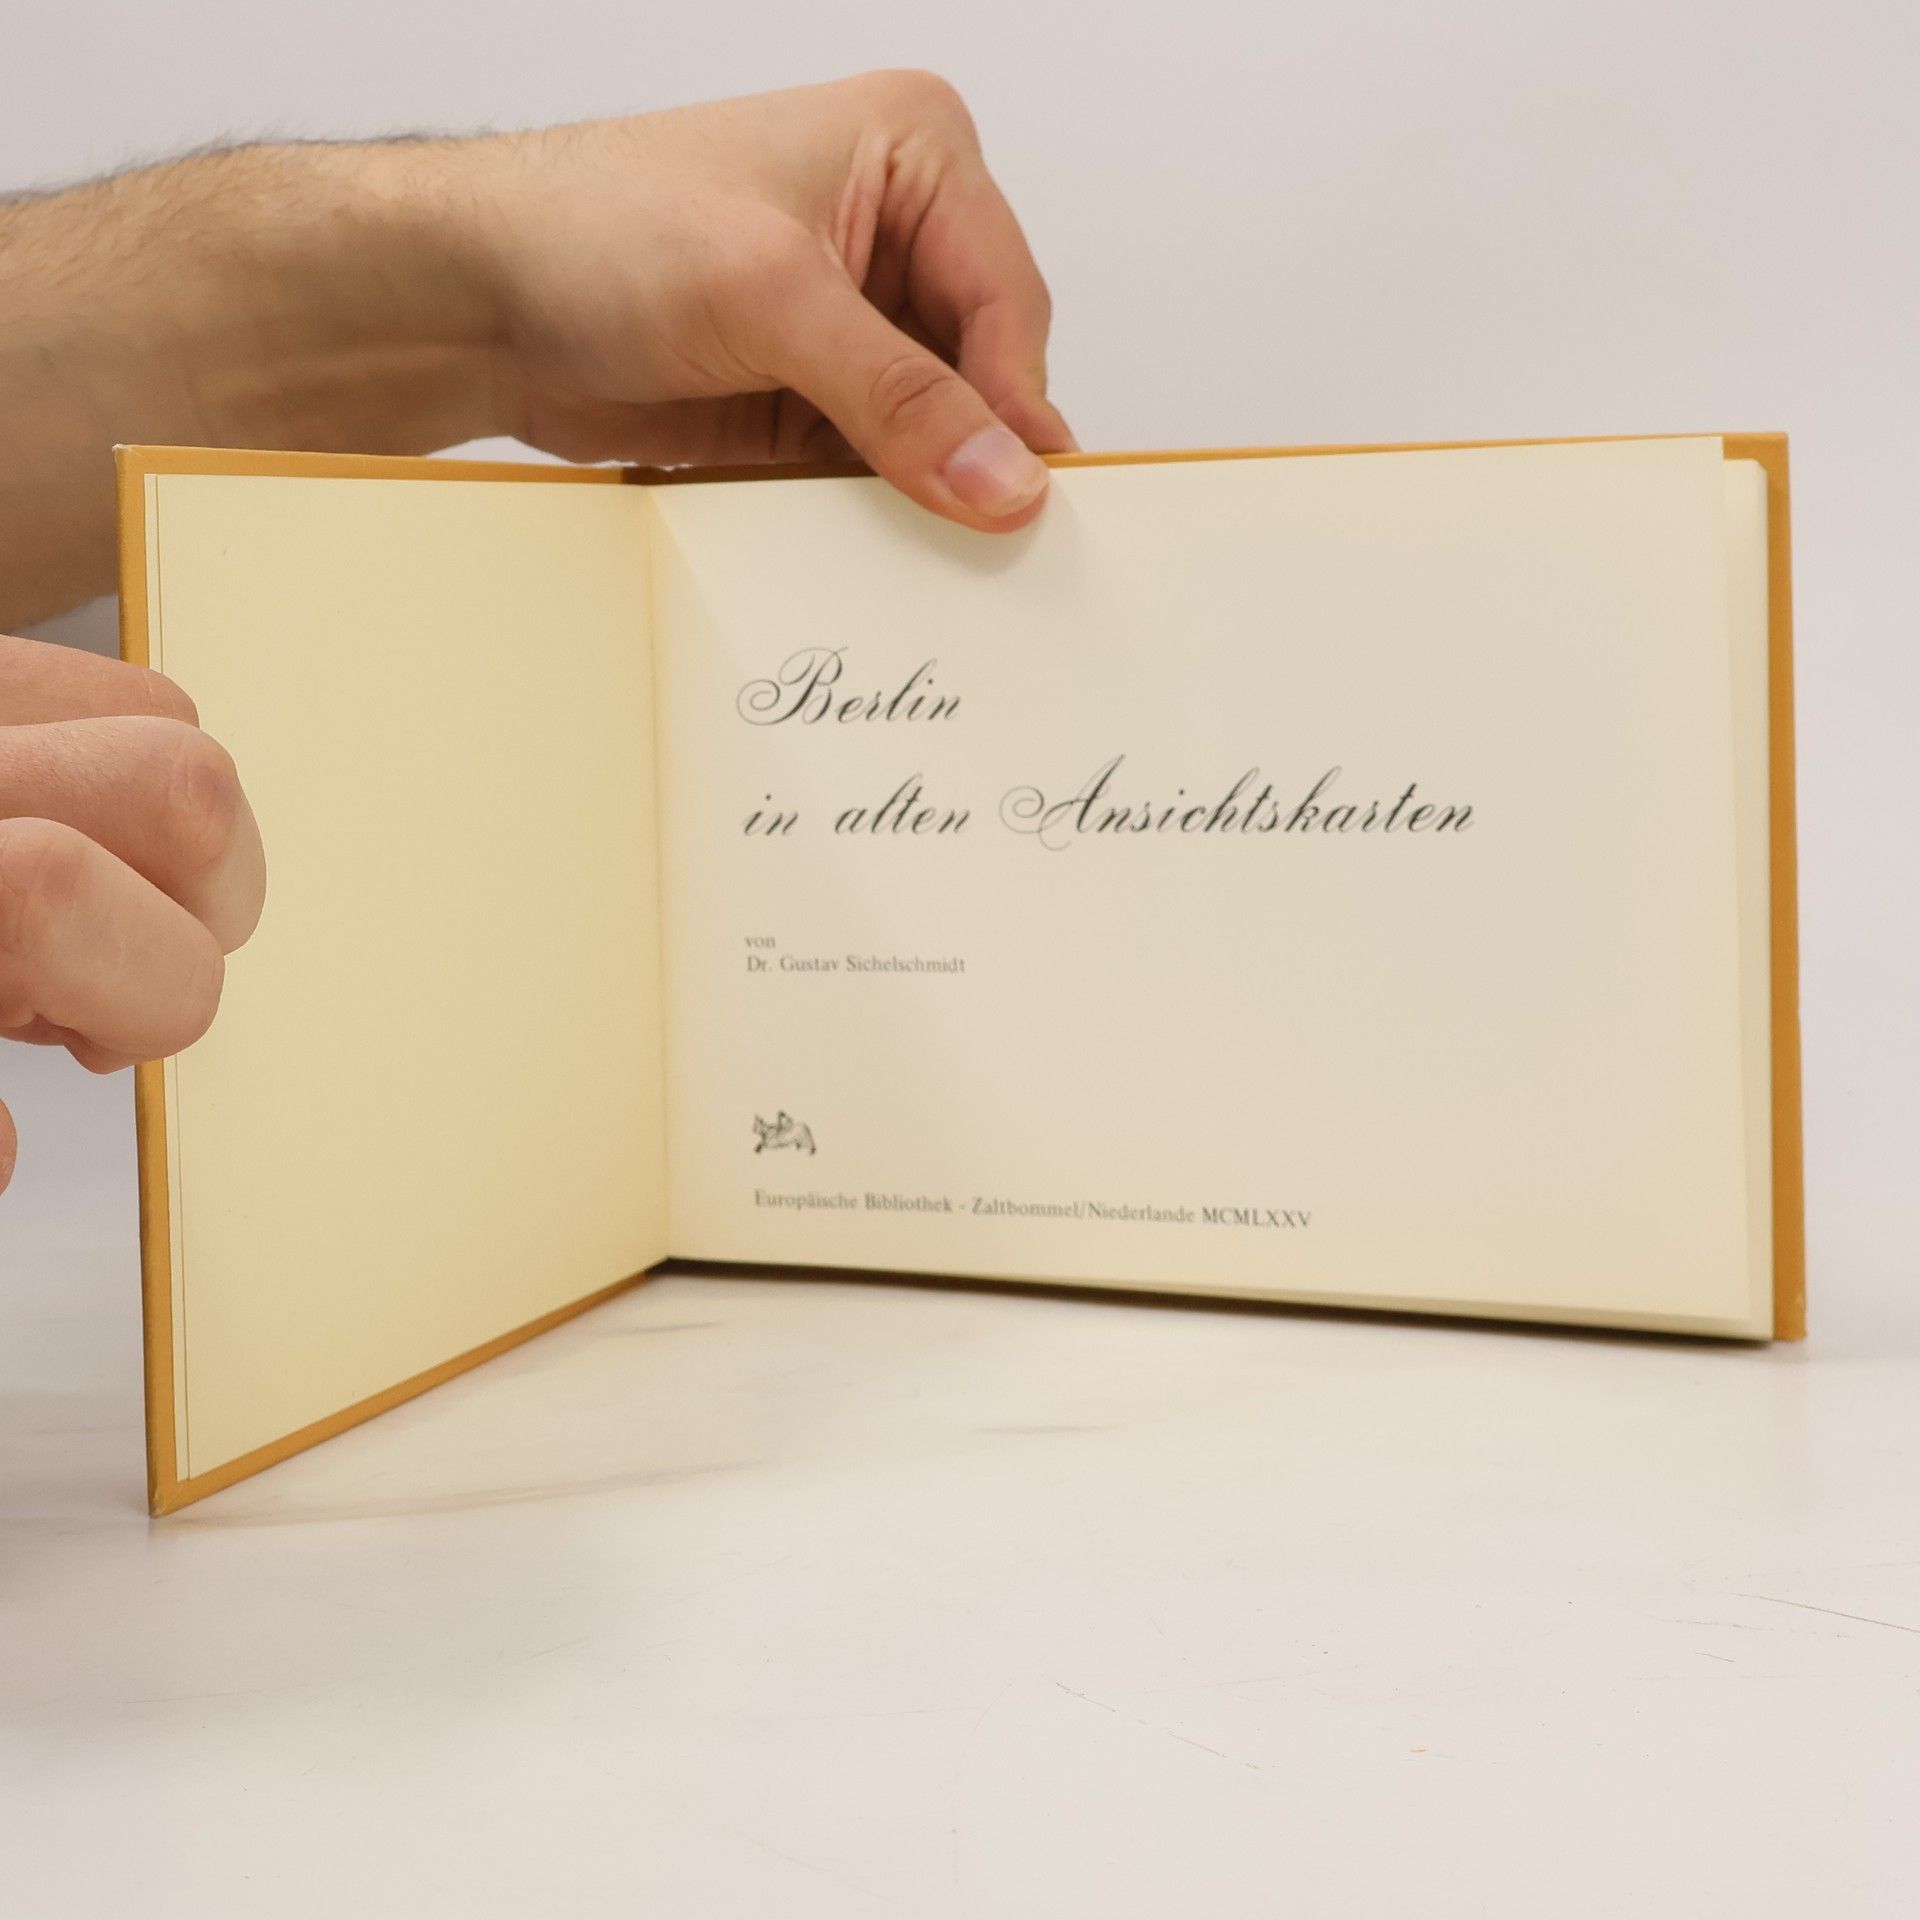 Berlin
in alten Ansichtskarten
von
Dr. Gustav Sichelschmidt
Europäische Bibliothek - Zaltbommel/Niederlande MCMLXXV